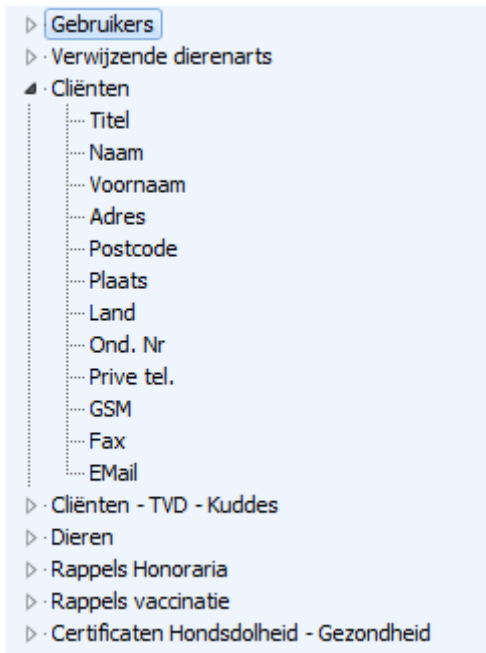 Gebruikers
Verwijzende dierenarts
Cliënten
Titel
Naam
Voornaam
Adres
Postcode
Plaats
Land
Ond. Nr
Prive tel.
GSM
Fax
EMail
Cliënten - TVD - Kuddes
Dieren
Rappels Honoraria
Rappels vaccinatie
Certificaten Hondsdolheid - Gezondheid